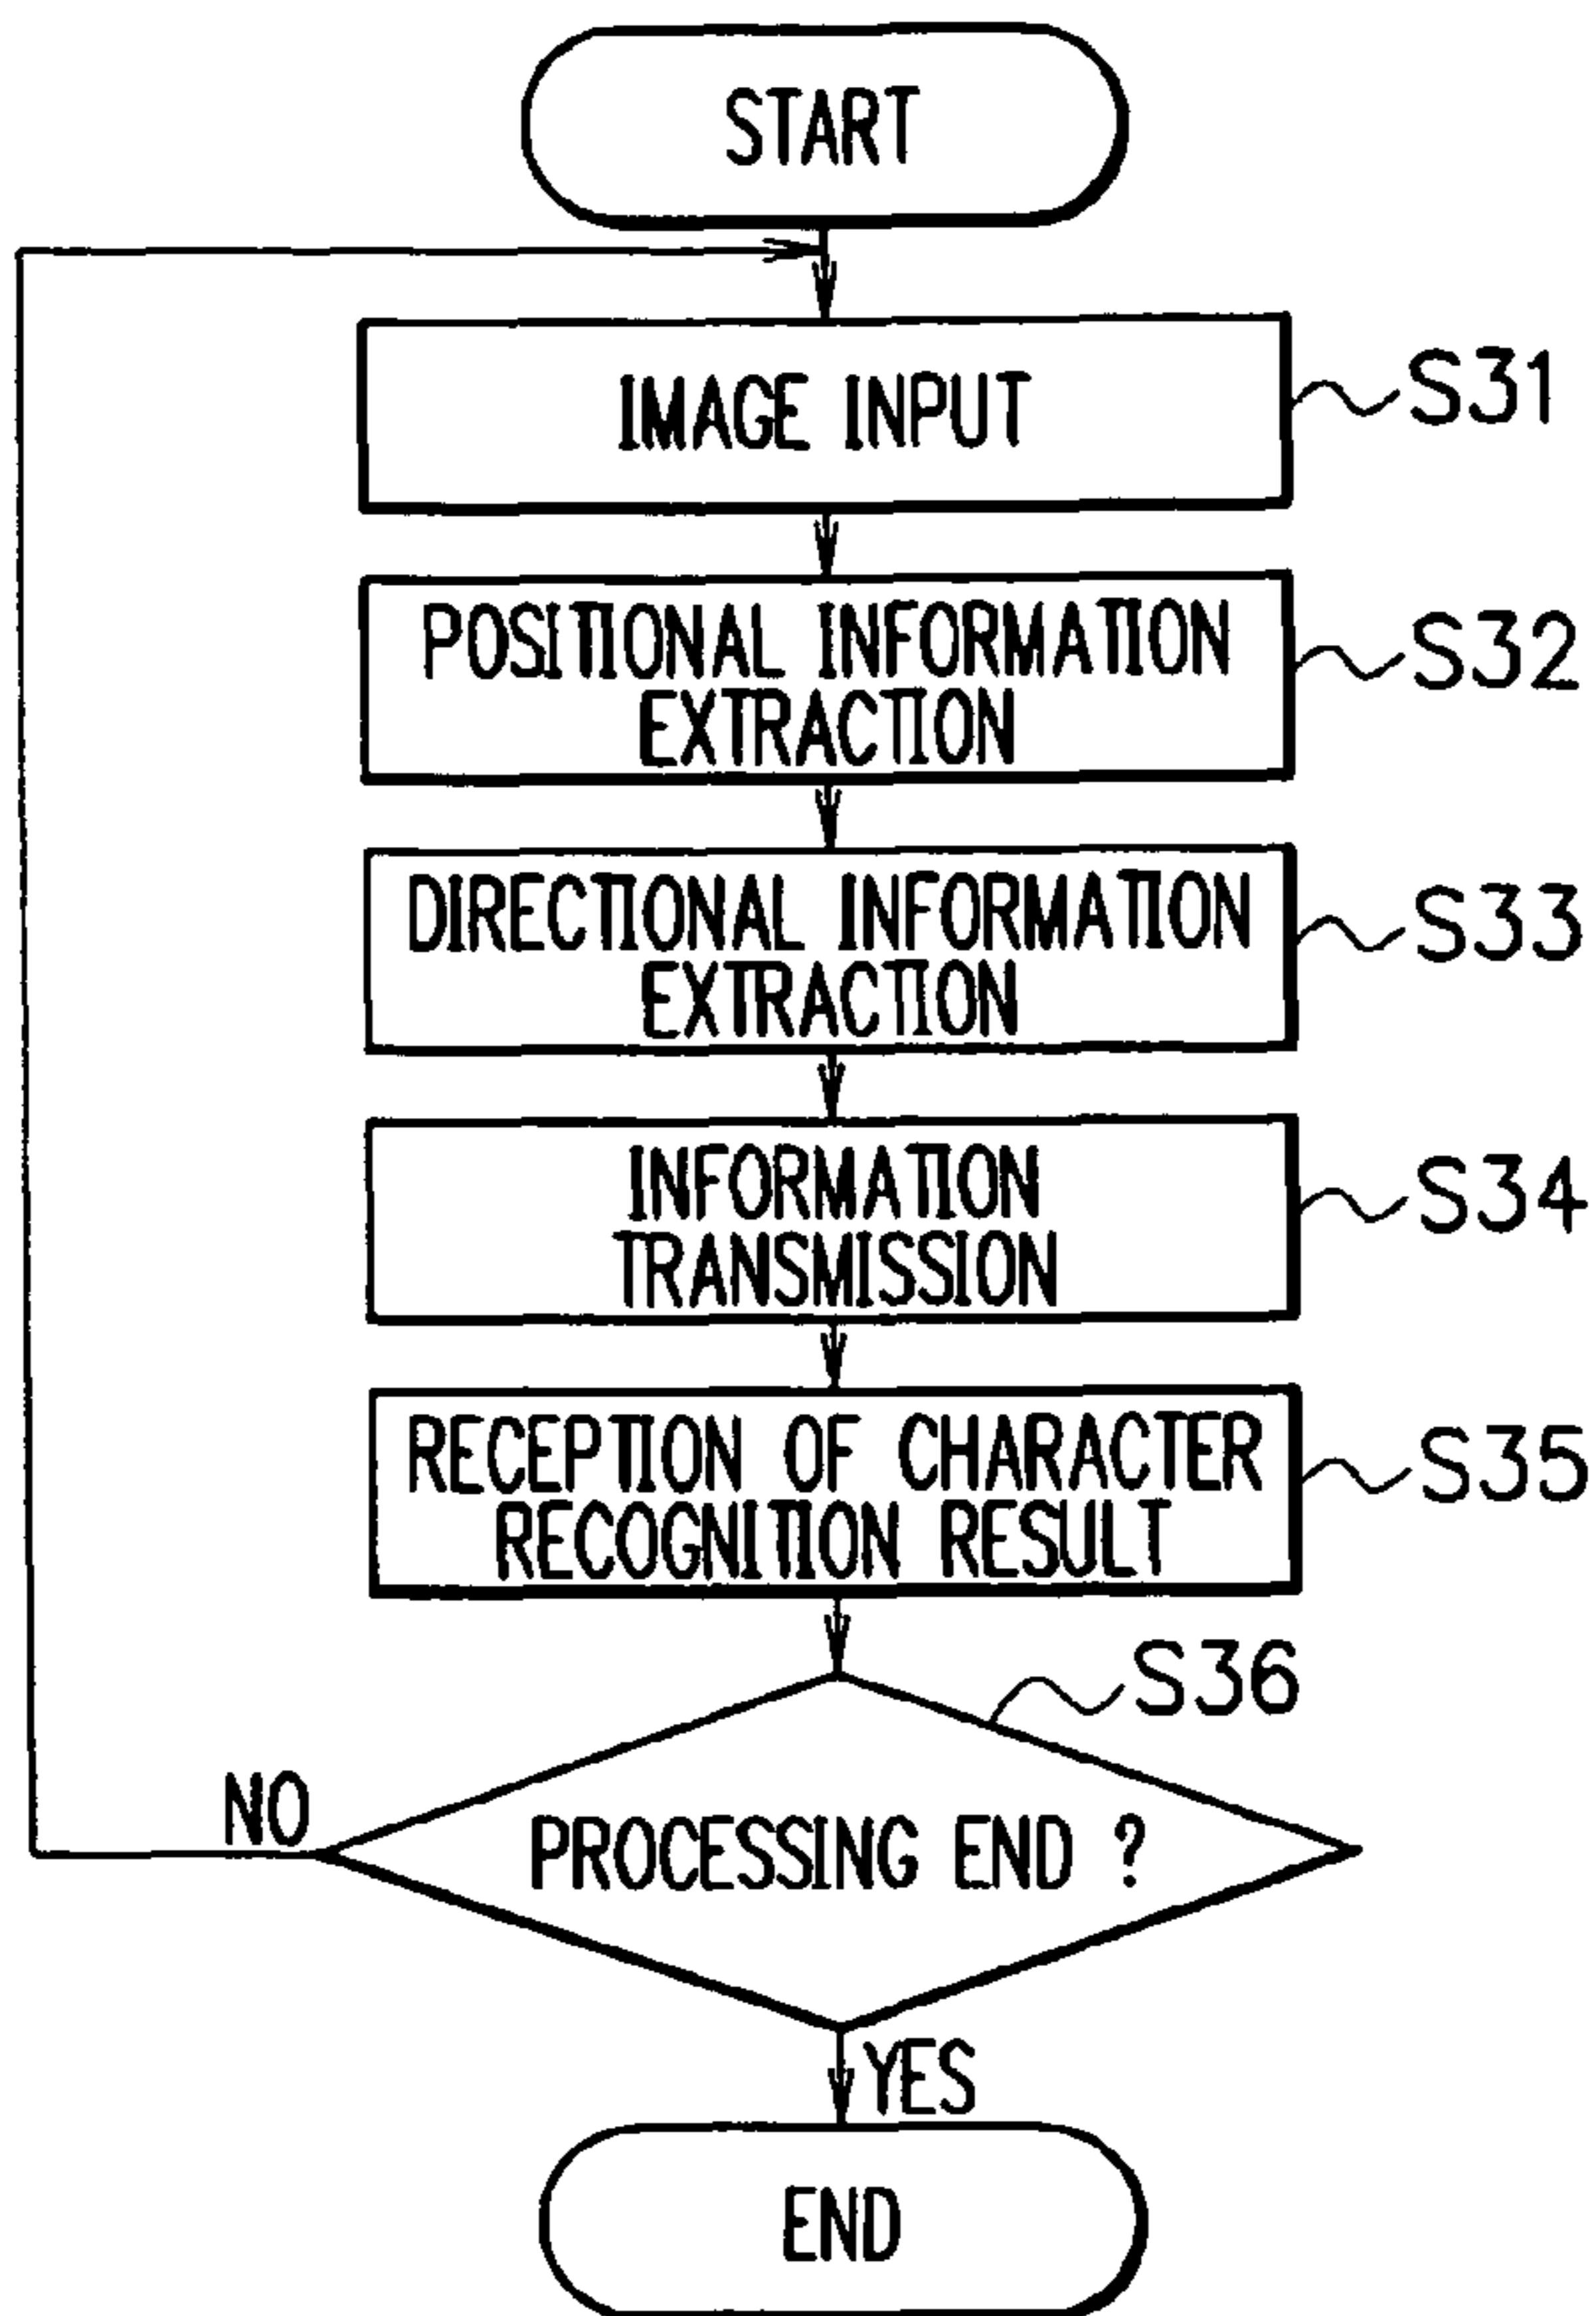 START
IMAGE INPUT
S31
POSITIONAL INFORMATION
EXTRACTION
S32
DIRECTIONAL INFORMATION
EXTRACTION
S33
INFORMATION
TRANSMISSION
S34
RECEPTION OF CHARACTER
RECOGNITION RESULT
S35
S36
NO
PROCESSING END ?
YES
END